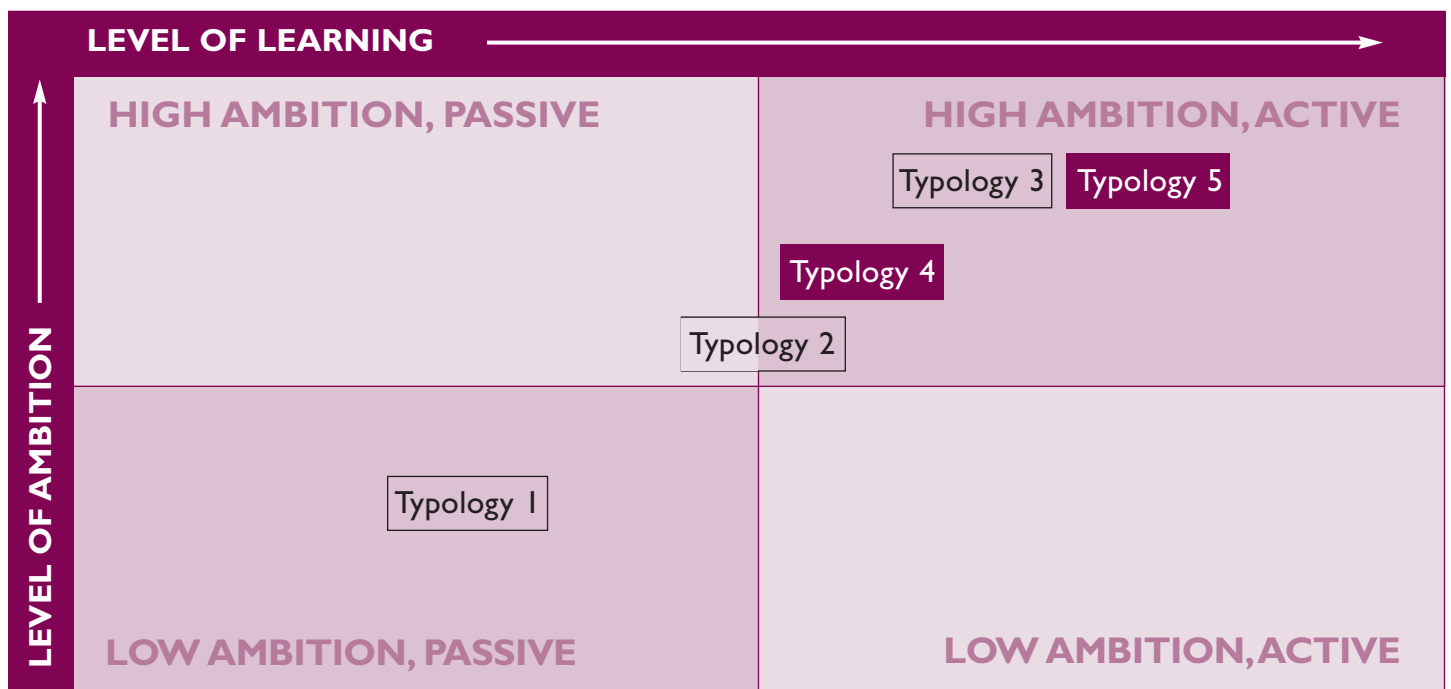 LEVEL OF LEARNING
HIGH AMBITION, PASSIVE
HIGH AMBITION, ACTIVE
Typology 3
Typology 5
Typology 4
Typology 2
LEVEL OF AMBITION
Typology 1
LOW AMBITION, PASSIVE
LOW AMBITION, ACTIVE